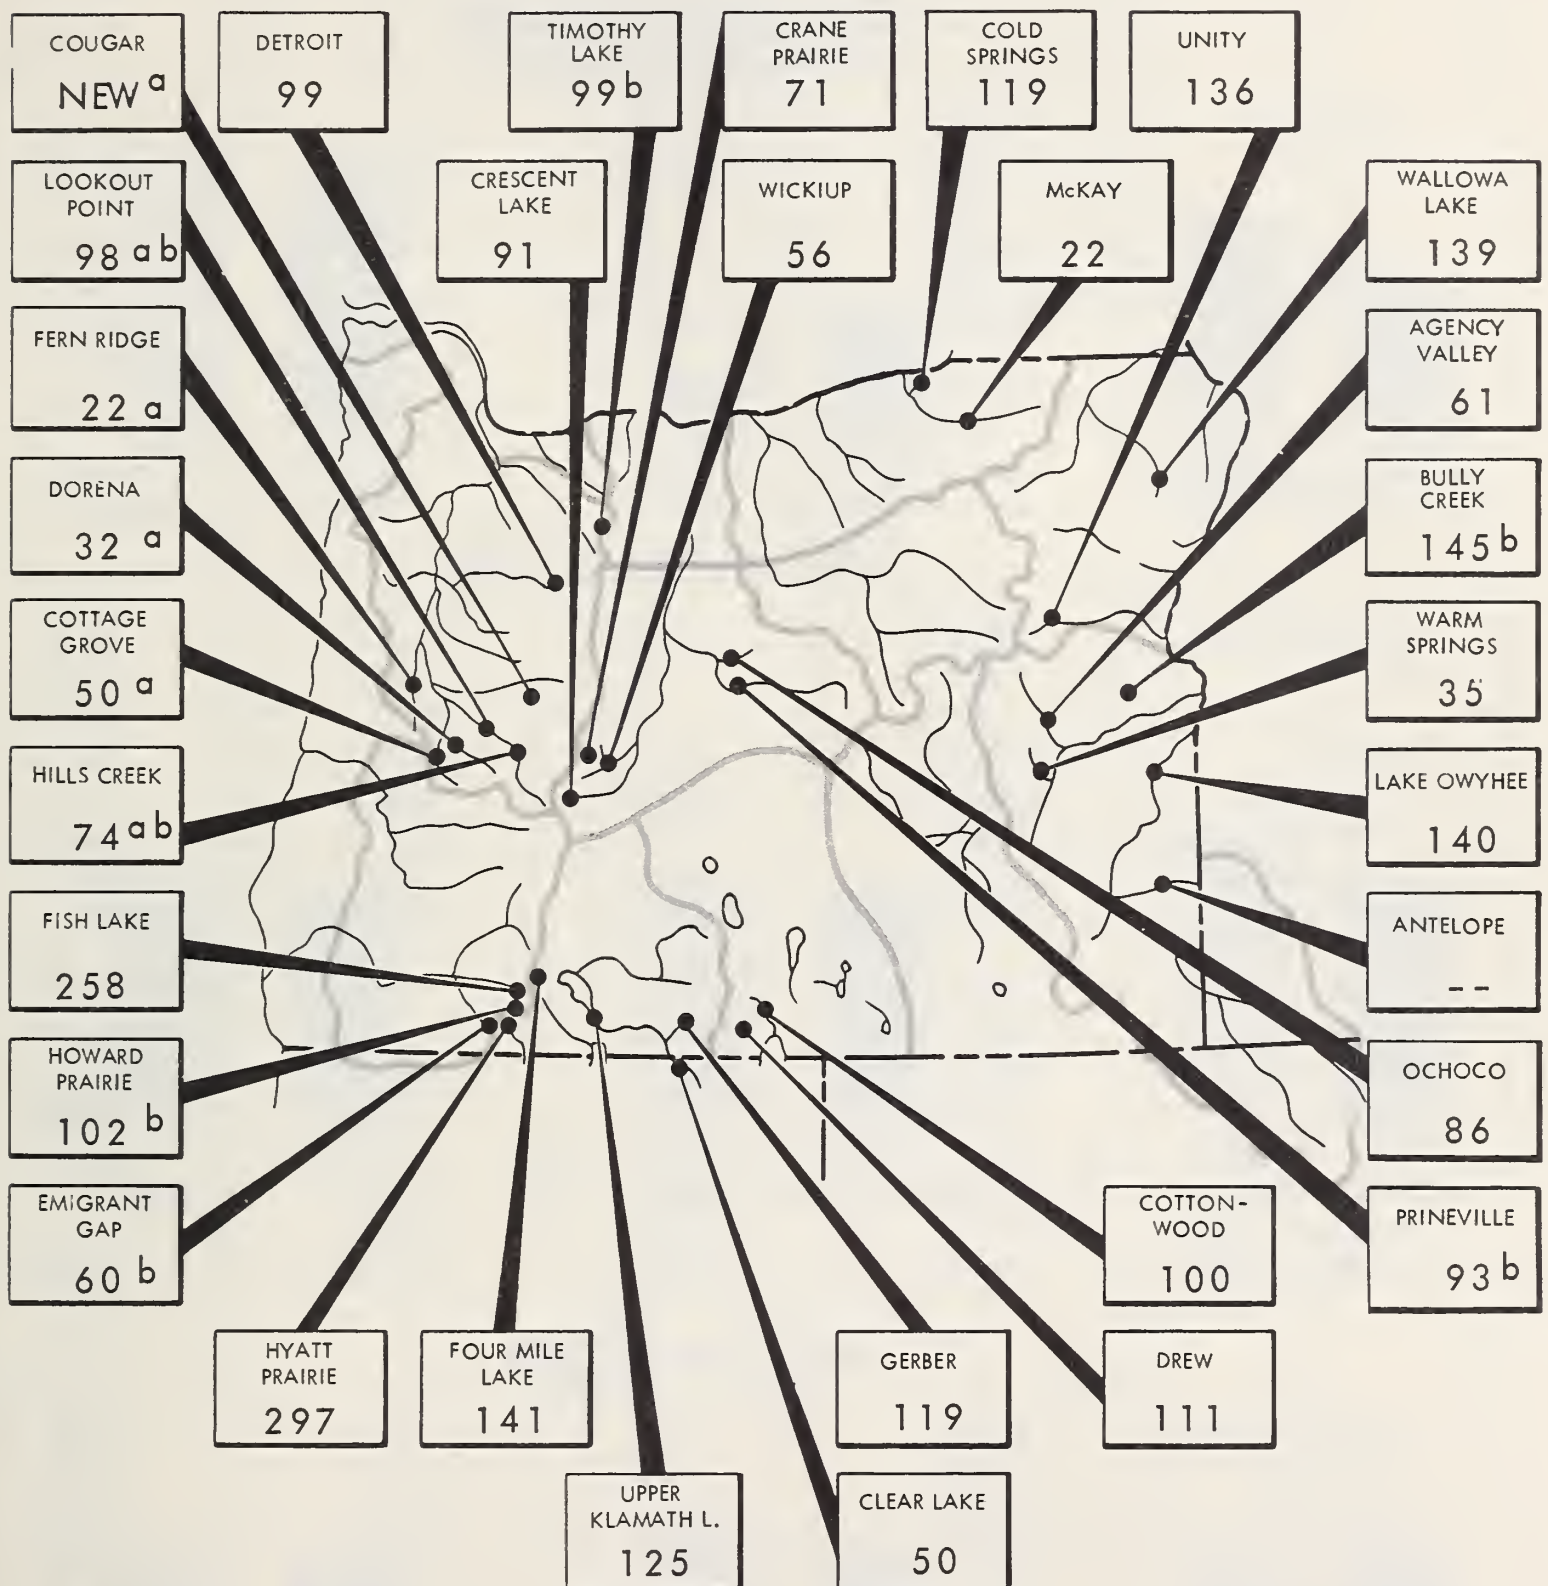 COUGAR
NEW a
DETROIT
99
TIMOTHY
LAKE
99 b
CRANE
PRAIRIE
71
COLD
SPRINGS
119
UNITY
136
LOOKOUT
POINT
98 a b
CRESCENT
LAKE
91
WICKIUP
56
McKAY
22
WALLOWA
LAKE
139
FERN RIDGE
22 a
AGENCY
VALLEY
61
DORENA
32 a
BULLY
CREEK
145 b
COTTAGE
GROVE
50 a
WARM
SPRINGS
35
HILLS CREEK
74 a b
LAKE OWYHEE
140
FISH LAKE
258
ANTELOPE
--
HOWARD
PRAIRIE
102 b
OCHOCO
86
EMIGRANT
GAP
60 b
COTTON-
WOOD
100
PRINEVILLE
93 b
HYATT
PRAIRIE
297
FOUR MILE
LAKE
141
GERBER
119
DREW
111
UPPER
KLAMATH L.
125
CLEAR LAKE
50